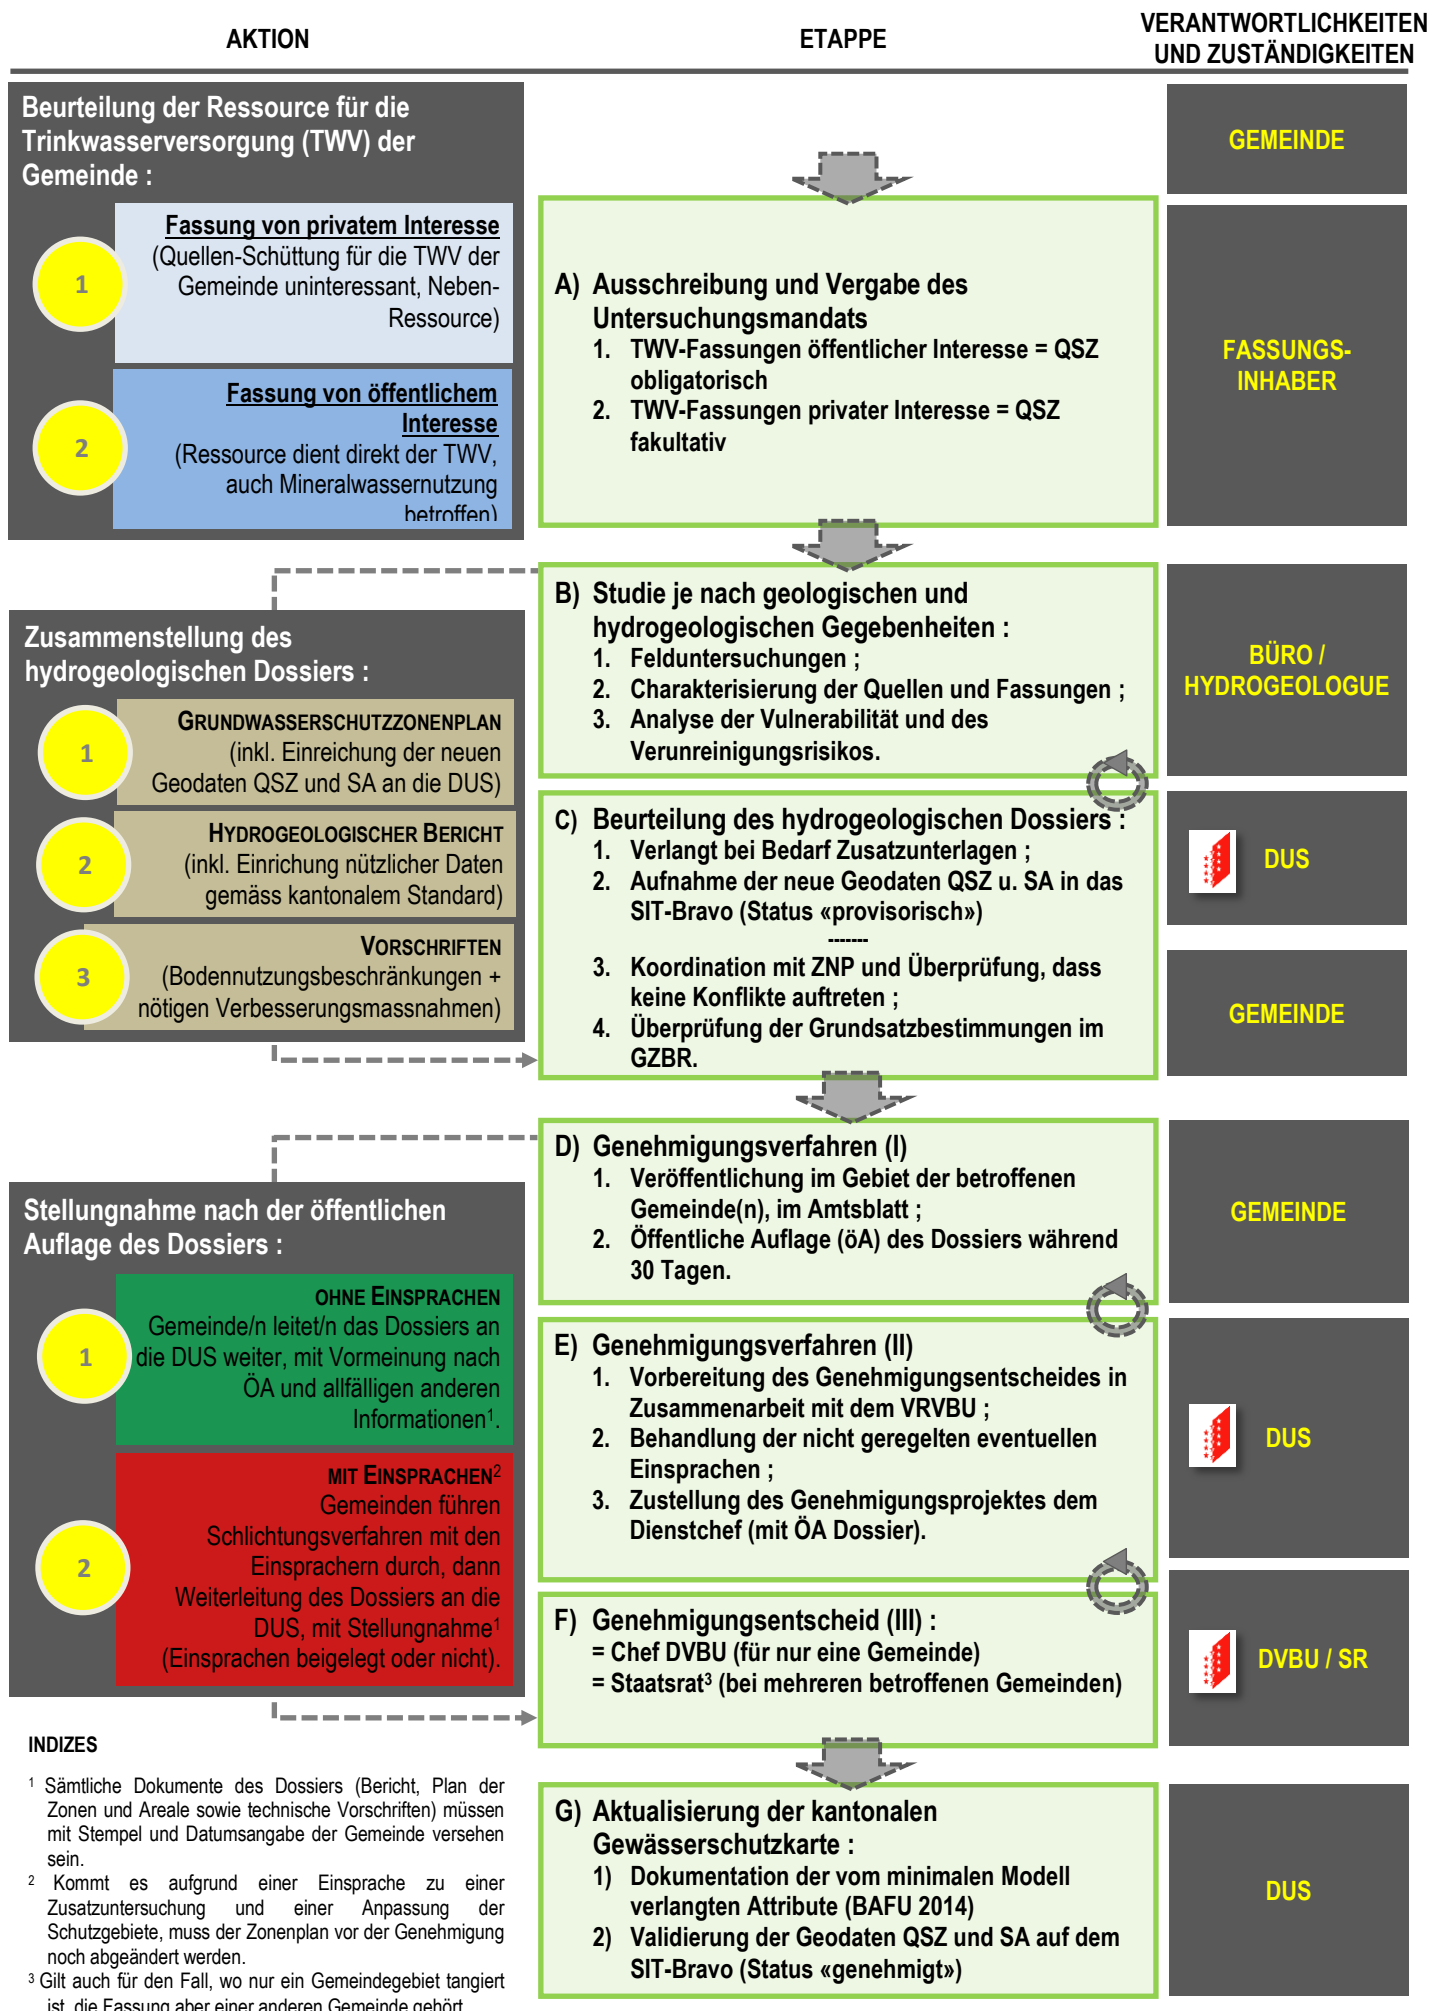 AKTION
ETAPPE
VERANTWORTLICHKEITEN
UND ZUSTÄNDIGKEITEN
Beurteilung der Ressource für die
Trinkwasserversorgung (TWV) der
Gemeinde :
1
Fassung von privatem Interesse
(Quellen-Schüttung für die TWV der
Gemeinde uninteressant, Neben-
Ressource)
2
Fassung von öffentlichem
Interesse
(Ressource dient direkt der TWV,
auch Mineralwassernutzung
betroffen)
A) Ausschreibung und Vergabe des
Untersuchungsmandats
1. TWV-Fassungen öffentlicher Interesse = QSZ
obligatorisch
2. TWV-Fassungen privater Interesse = QSZ
fakultativ
GEMEINDE
FASSUNGS-
INHABER
Zusammenstellung des
hydrogeologischen Dossiers :
1
GRUNDWASSERSCHUTZZONENPLAN
(inkl. Einreichung der neuen
Geodaten QSZ und SA an die DUS)
2
HYDROGEOLOGISCHER BERICHT
(inkl. Einrichung nützlicher Daten
gemäss kantonalem Standard)
3
VORSCHRIFTEN
(Bodennutzungsbeschränkungen +
nötigen Verbesserungsmassnahmen)
B) Studie je nach geologischen und
hydrogeologischen Gegebenheiten :
1. Felduntersuchungen ;
2. Charakterisierung der Quellen und Fassungen ;
3. Analyse der Vulnerabilität und des
Verunreinigungsrisikos.
BÜRO /
HYDROGEOLOGUE
C) Beurteilung des hydrogeologischen Dossiers :
1. Verlangt bei Bedarf Zusatzunterlagen ;
2. Aufnahme der neue Geodaten QSZ u. SA in das
SIT-Bravo (Status «provisorisch»)
-------
3. Koordination mit ZNP und Überprüfung, dass
keine Konflikte auftreten ;
4. Überprüfung der Grundsatzbestimmungen im
GZBR.
DUS
GEMEINDE
Stellungnahme nach der öffentlichen
Auflage des Dossiers :
1
OHNE EINSPRACHEN
Gemeinde/n leitet/n das Dossiers an
die DUS weiter, mit Vormeinung nach
ÖA und allfälligen anderen
Informationen¹.
2
MIT EINSPRACHEN²
Gemeinden führen
Schlichtungsverfahren mit den
Einsprachern durch, dann
Weiterleitung des Dossiers an die
DUS, mit Stellungnahme¹
(Einsprachen beigelegt oder nicht).
D) Genehmigungsverfahren (I)
1. Veröffentlichung im Gebiet der betroffenen
Gemeinde(n), im Amtsblatt ;
2. Öffentliche Auflage (öA) des Dossiers während
30 Tagen.
GEMEINDE
E) Genehmigungsverfahren (II)
1. Vorbereitung des Genehmigungsentscheides in
Zusammenarbeit mit dem VRVBU ;
2. Behandlung der nicht geregelten eventuellen
Einsprachen ;
3. Zustellung des Genehmigungsprojektes dem
Dienstchef (mit ÖA Dossier).
DUS
F) Genehmigungsentscheid (III) :
= Chef DVBU (für nur eine Gemeinde)
= Staatsrat³ (bei mehreren betroffenen Gemeinden)
DVBU / SR
G) Aktualisierung der kantonalen
Gewässerschutzkarte :
1) Dokumentation der vom minimalen Modell
verlangten Attribute (BAFU 2014)
2) Validierung der Geodaten QSZ und SA auf dem
SIT-Bravo (Status «genehmigt»)
DUS
INDIZES
¹ Sämtliche Dokumente des Dossiers (Bericht, Plan der
Zonen und Areale sowie technische Vorschriften) müssen
mit Stempel und Datumsangabe der Gemeinde versehen
sein.
² Kommt es aufgrund einer Einsprache zu einer
Zusatzuntersuchung und einer Anpassung der
Schutzgebiete, muss der Zonenplan vor der Genehmigung
noch abgeändert werden.
³ Gilt auch für den Fall, wo nur ein Gemeindegebiet tangiert
ist, die Fassung aber einer anderen Gemeinde gehört